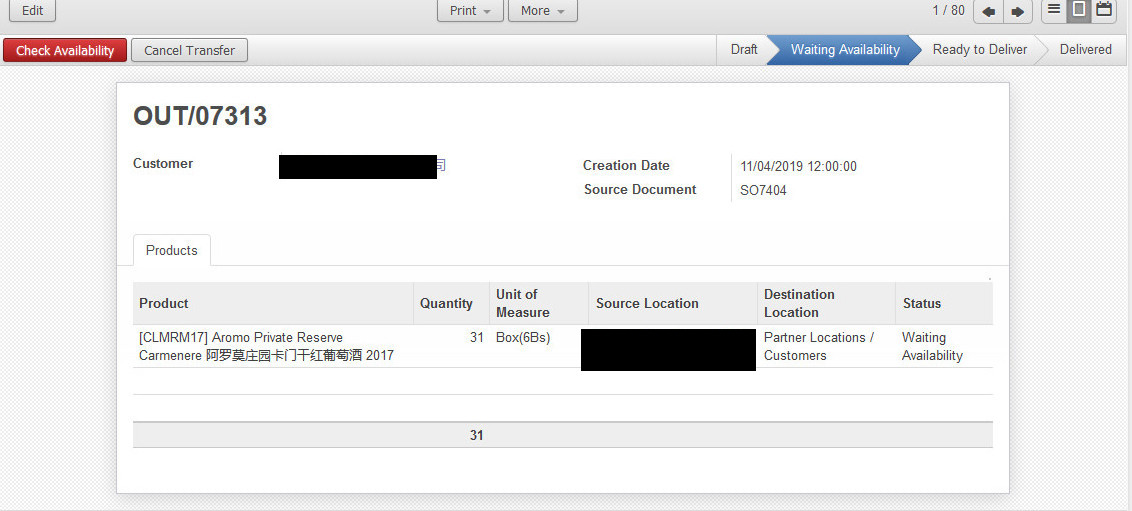 Edit
Print
More
1 / 80
Check Availability
Cancel Transfer
Draft
Waiting Availability
Ready to Deliver
Delivered
OUT/07313
Customer
Creation Date
11/04/2019 12:00:00
Source Document
SO7404
Products
Product
Quantity
Unit of
Measure
Source Location
Destination
Location
Status
[CLMRM17] Aromo Private Reserve
Carmenere 阿罗莫庄园卡门干红葡萄酒 2017
31
Box(6Bs)
Partner Locations /
Customers
Waiting
Availability
31